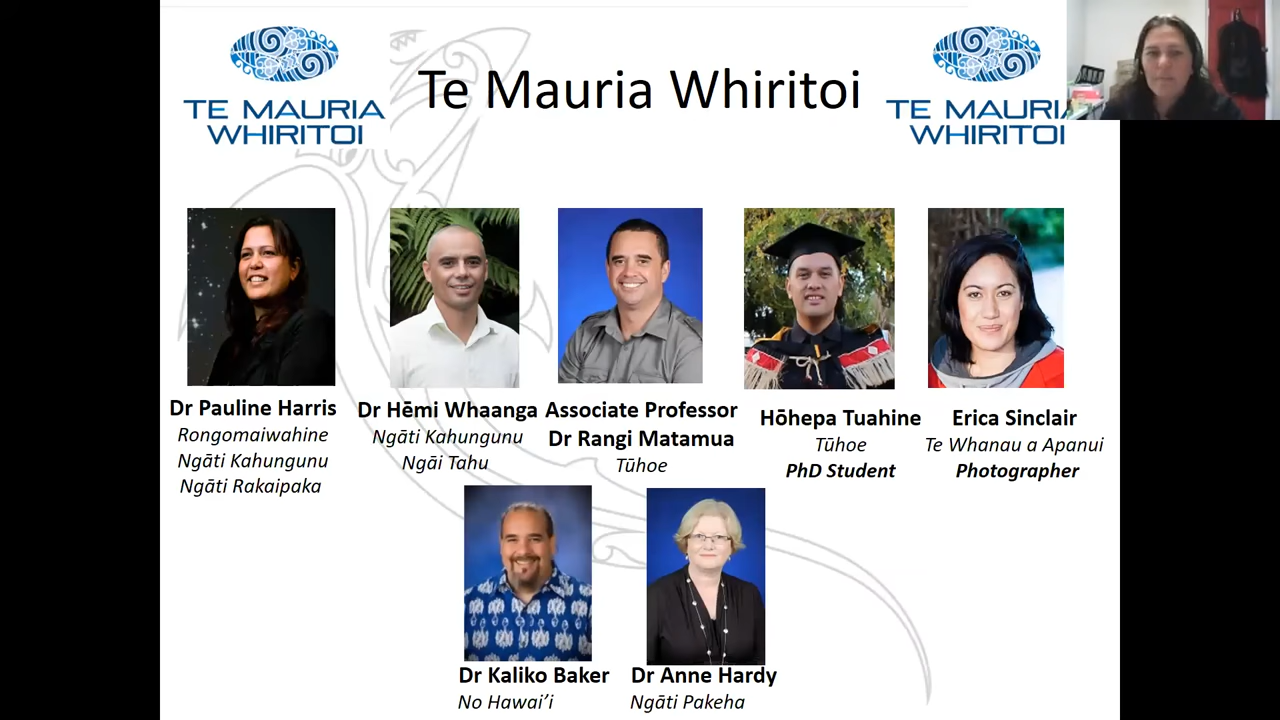 TE MAURIA
WHIRITOI
Te Mauria Whiritoi
TE MAURIA
WHIRITOI
Dr Pauline Harris
Rongomaiwahine
Ngāti Kahungunu
Ngāti Rakaipaka
Dr Hēmi Whaanga
Ngāti Kahungunu
Ngāi Tahu
Associate Professor
Dr Rangi Matamua
Tūhoe
Hōhepa Tuahine
Tūhoe
PhD Student
Erica Sinclair
Te Whanau a Apanui
Photographer
Dr Kaliko Baker
No Hawai’i
Dr Anne Hardy
Ngāti Pakeha